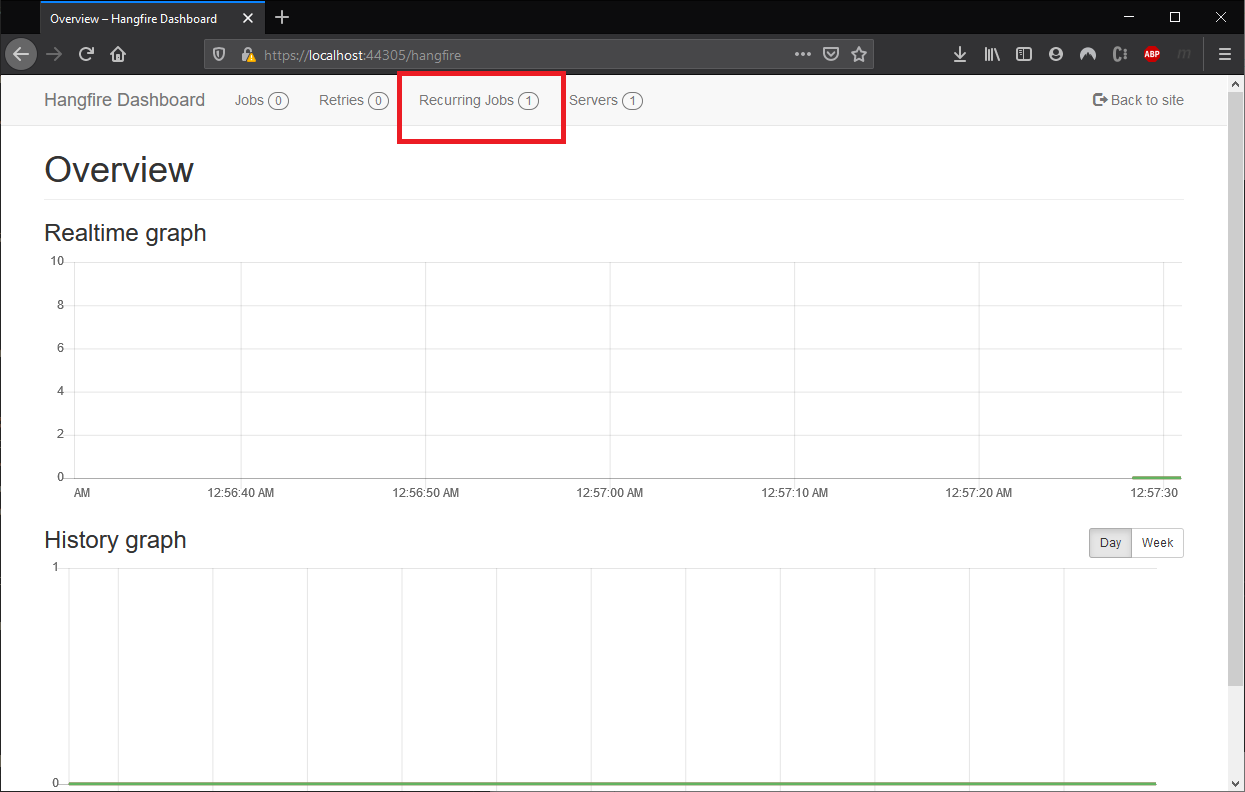 Overview – Hangfire Dashboard
https://localhost:44305/hangfire
ABP
m
Hangfire Dashboard Jobs 0 Retries 0 Recurring Jobs 1 Servers 1 Back to site
Overview
Realtime graph
10
8
6
4
2
0
AM 12:56:40 AM 12:56:50 AM 12:57:00 AM 12:57:10 AM 12:57:20 AM 12:57:30
History graph Day Week
1
0